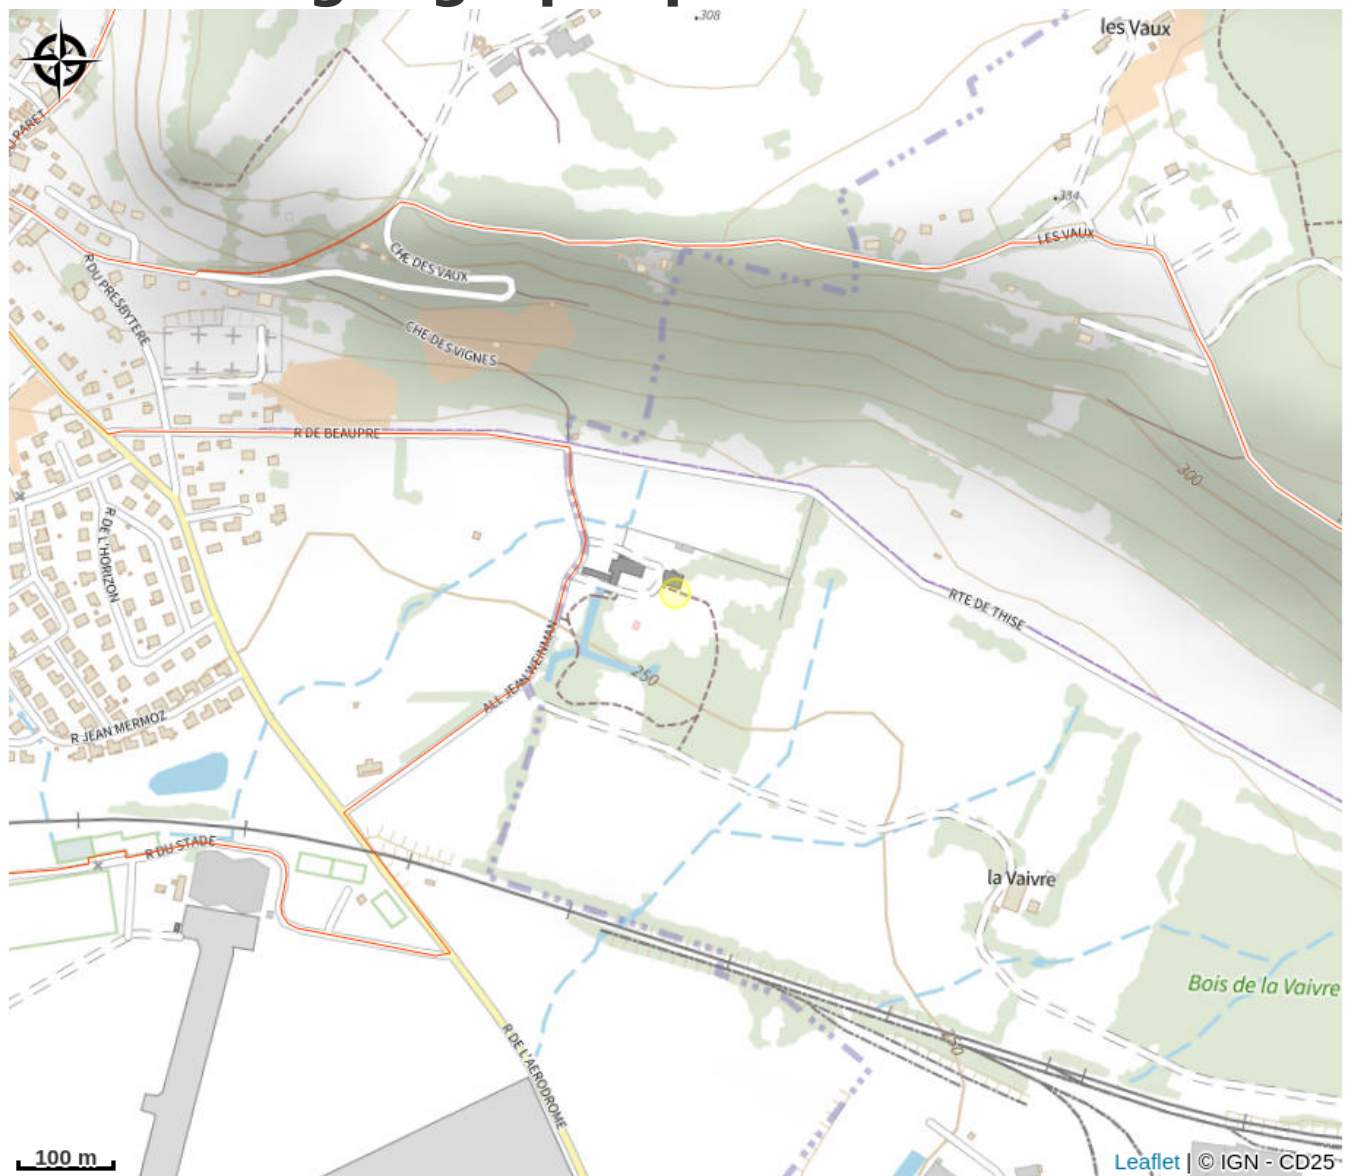 308
les Vaux
334
LES VAUX
CHE DES VAUX
R DU PRESBYTERE
CHE DES VIGNES
R DE BEAUPRE
300
R DE L'HORIZON
RTE DE THISE
ALL JEAN WEINMAN
250
R JEAN MERMOZ
R DU STADE
la Vaivre
Bois de la Vaivre
R DE L'AERODROME
100 m
Leaflet | © IGN - CD25